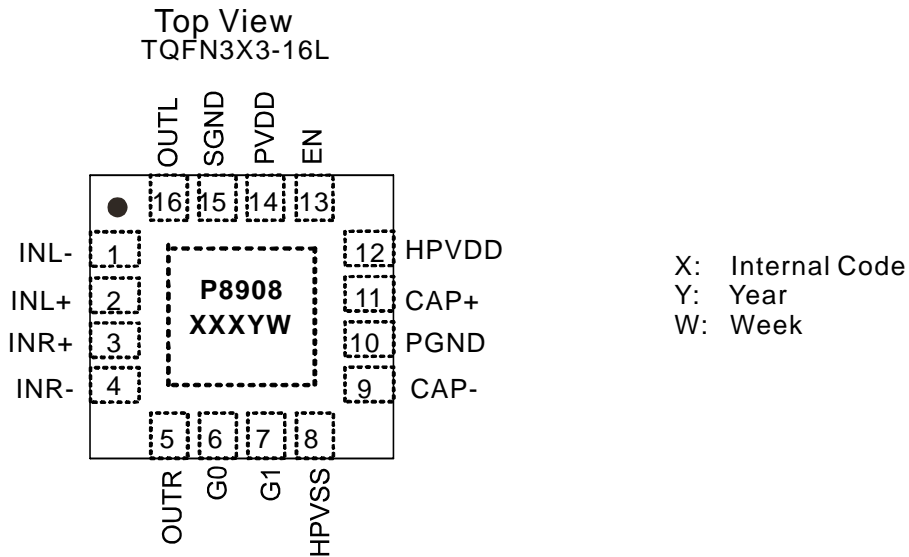 Top View
TQFN3X3-16L
OUTL
SGND
PVDD
EN
16 15 14 13
INL- 1
INL+ 2
INR+ 3
INR- 4
P8908
XXXYW
12 HPVDD
11 CAP+
10 PGND
9 CAP-
5 6 7 8
OUTR
G0
G1
HPVSS
X: Internal Code
Y: Year
W: Week